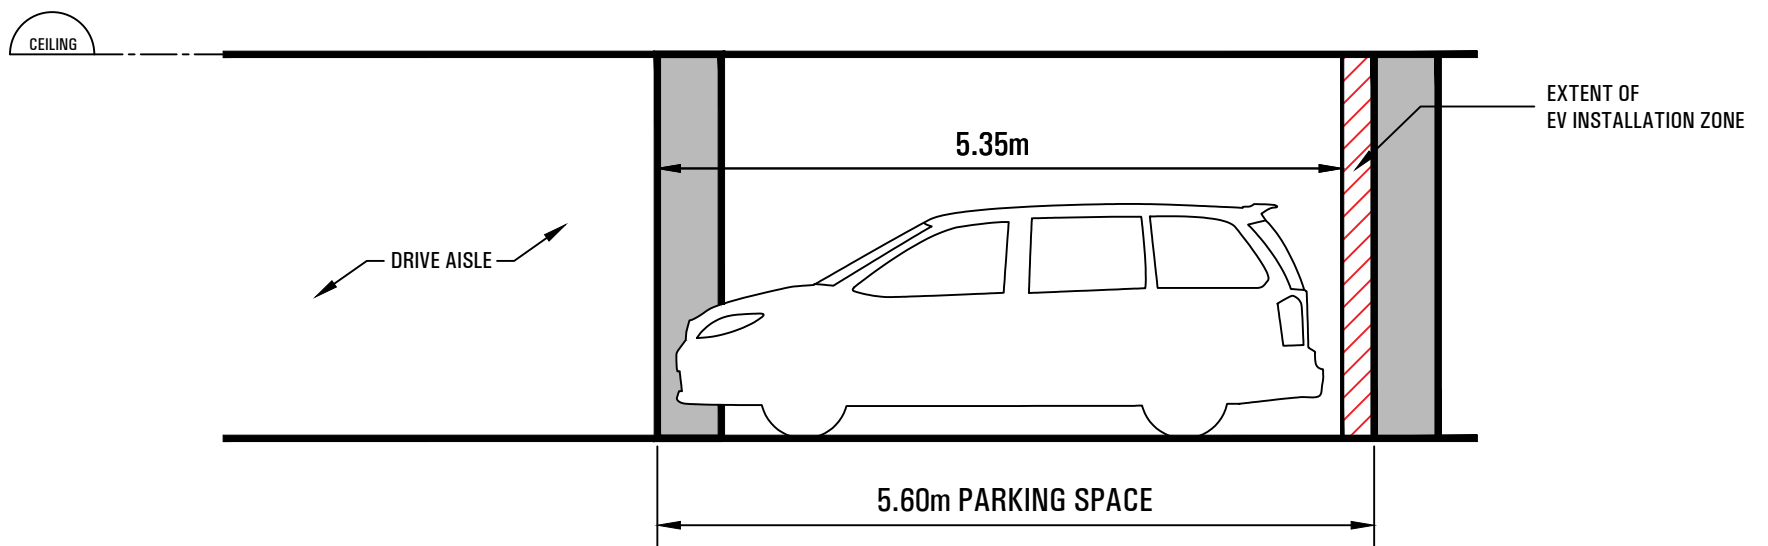 CEILING
EXTENT OF
EV INSTALLATION ZONE
5.35m
DRIVE AISLE
5.60m PARKING SPACE